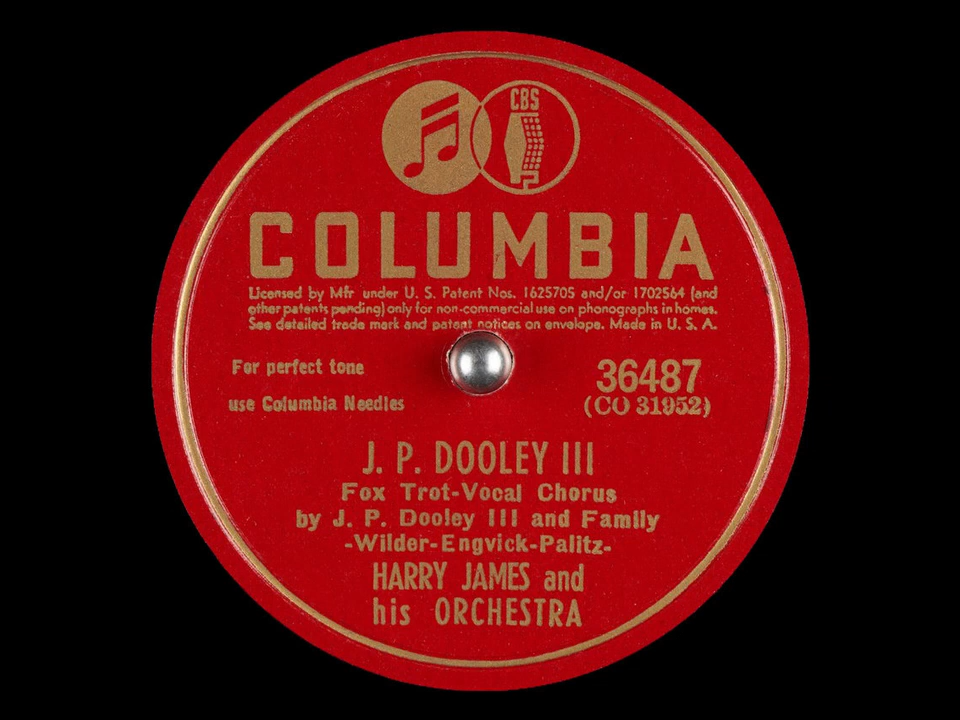 CBS
COLUMBIA
Licensed by Mfr under U. S. Patent Nos. 1625705 and/or 1702564 (and
other patents pending) only for non-commercial use on phonographs in homes.
See detailed trade mark and patent notices on envelope. Made in U. S. A.
For perfect tone
use Columbia Needles
36487
(CO 31952)
J. P. DOOLEY III
Fox Trot-Vocal Chorus
by J. P. Dooley III and Family
-Wilder-Engvick-Palitz-
HARRY JAMES and
his ORCHESTRA